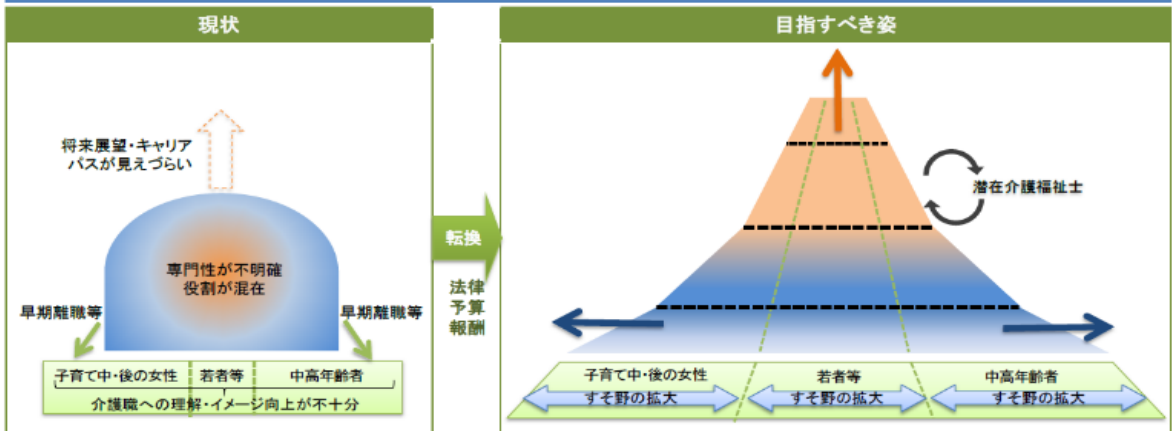 現状
将来展望・キャリア
パスが見えづらい
専門性が不明確
役割が混在
早期離職等
早期離職等
子育て中・後の女性
若者等
中高年齢者
介護職への理解・イメージ向上が不十分
転換
法律
予算
報酬
目指すべき姿
潜在介護福祉士
子育て中・後の女性
若者等
中高年齢者
すそ野の拡大
すそ野の拡大
すそ野の拡大